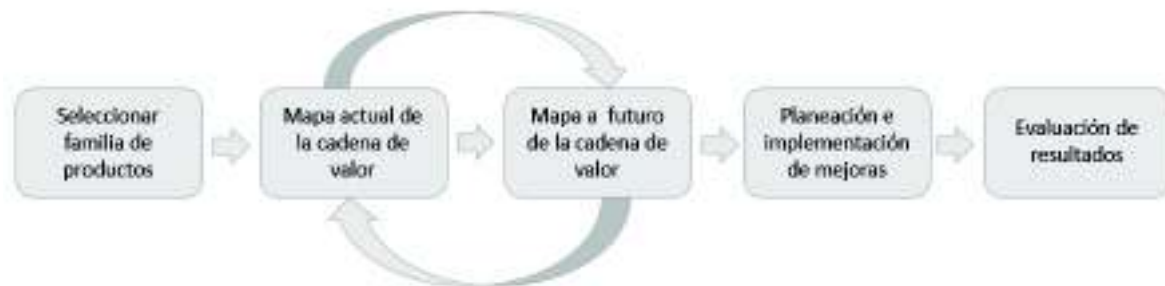 Seleccionar
familia de
productos
Mapa actual de
la cadena de
valor
Mapa a futuro
de la cadena de
valor
Planeación e
implementación
de mejoras
Evaluación de
resultados